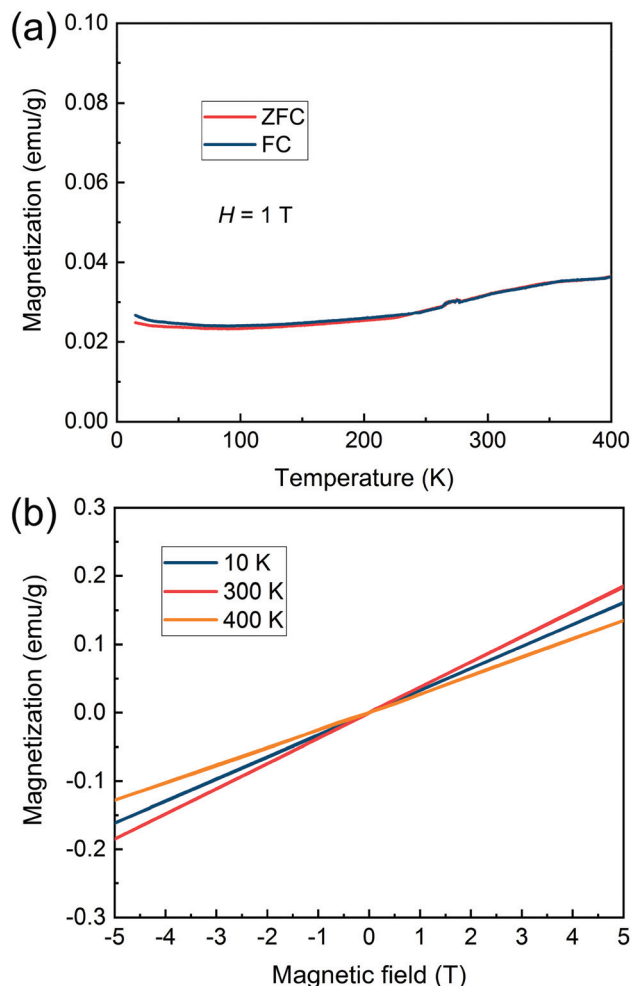 (a)
0.10
0.08
0.06
0.04
0.02
0.00
Magnetization (emu/g)
ZFC
FC
H = 1 T
0 100 200 300 400
Temperature (K)
(b)
0.3
0.2
0.1
0.0
-0.1
-0.2
-0.3
Magnetization (emu/g)
10 K
300 K
400 K
-5 -4 -3 -2 -1 0 1 2 3 4 5
Magnetic field (T)